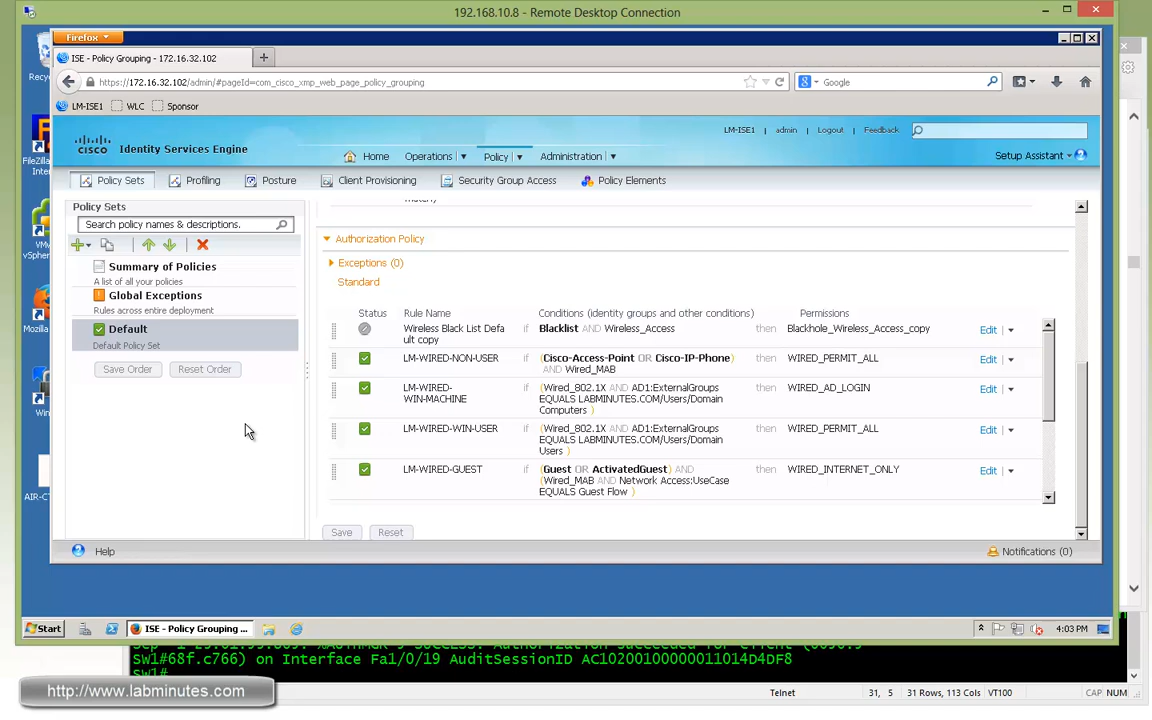 192.168.10.8 - Remote Desktop Connection
Firefox
ISE - Policy Grouping - 172.16.32.102
https://172.16.32.102/admin/#pageId=com_cisco_xmp_web_page_policy_grouping
Google
LM-ISE1 WLC Sponsor
LM-ISE1 | admin | Logout | Feedback
CISCO Identity Services Engine
Home Operations Policy Administration
Setup Assistant
Policy Sets Profiling Posture Client Provisioning Security Group Access Policy Elements
Policy Sets
Search policy names & descriptions.
Summary of Policies
A list of all your policies
Global Exceptions
Rules across entire deployment
Default
Default Policy Set
Save Order Reset Order
Authorization Policy
Exceptions (0)
Standard
Status Rule Name Conditions (identity groups and other conditions) Permissions
Wireless Black List Defa if Blacklist AND Wireless_Access then Blackhole_Wireless_Access_copy Edit
ult copy
LM-WIRED-NON-USER if (Cisco-Access-Point OR Cisco-IP-Phone) then WIRED_PERMIT_ALL Edit
AND Wired_MAB
LM-WIRED- if (Wired_802.1X AND AD1:ExternalGroups then WIRED_AD_LOGIN Edit
WIN-MACHINE EQUALS LABMINUTES.COM/Users/Domain
Computers )
LM-WIRED-WIN-USER if (Wired_802.1X AND AD1:ExternalGroups then WIRED_PERMIT_ALL Edit
EQUALS LABMINUTES.COM/Users/Domain
Users )
LM-WIRED-GUEST if (Guest OR ActivatedGuest) AND then WIRED_INTERNET_ONLY Edit
(Wired_MAB AND Network Access:UseCase
EQUALS Guest Flow )
Save Reset
Help Notifications (0)
Start ISE - Policy Grouping ... 4:03 PM
SW1#68f.c766) on Interface Fa1/0/19 AuditSessionID AC10200100000011014D4DF8
SW1#
http://www.labminutes.com
Telnet 31, 5 31 Rows, 113 Cols VT100 CAP NUM